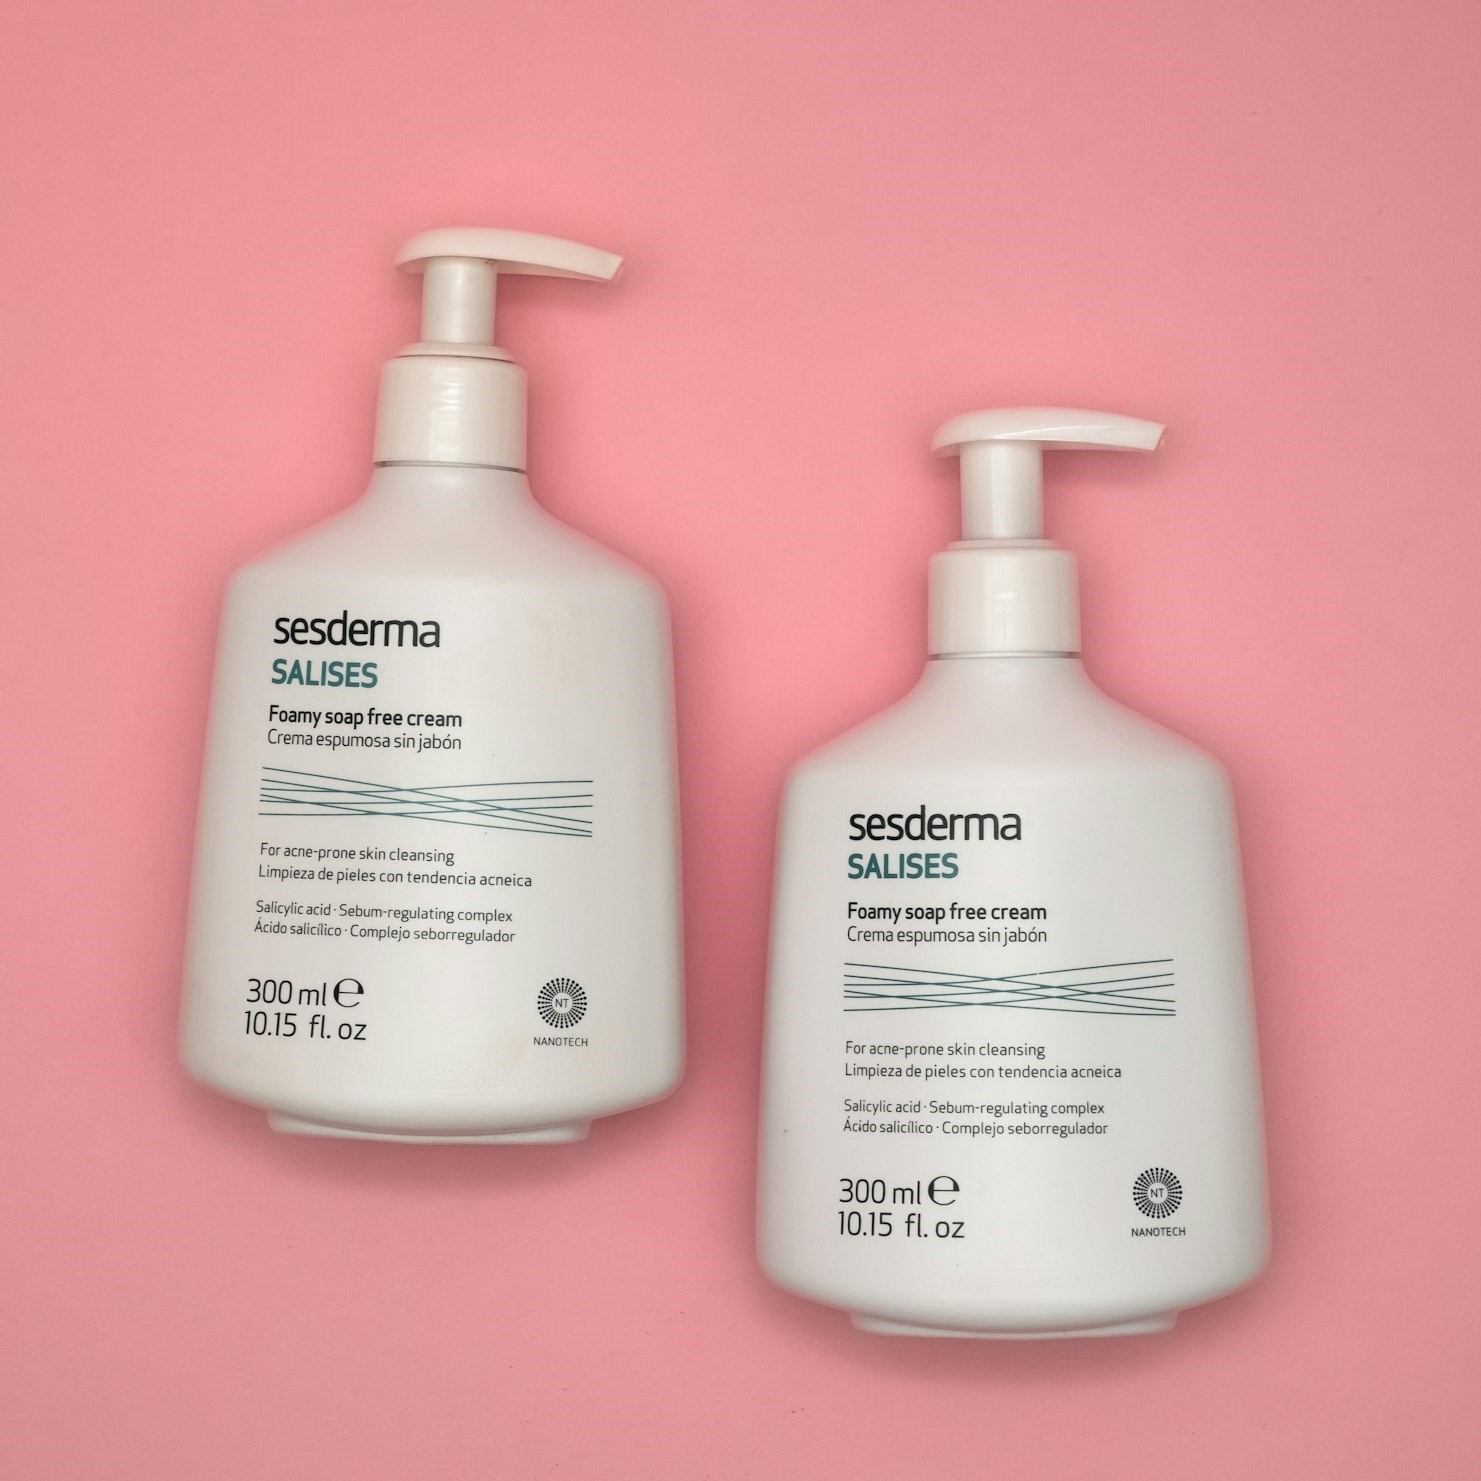 sesderma
SALISES
Foamy soap free cream
Crema espumosa sin jabón
For acne-prone skin cleansing
Limpieza de pieles con tendencia acneica
Salicylic acid · Sebum-regulating complex
Ácido salicílico · Complejo seborregulador
300 ml ℮
10.15 fl. oz
NT
NANOTECH
sesderma
SALISES
Foamy soap free cream
Crema espumosa sin jabón
For acne-prone skin cleansing
Limpieza de pieles con tendencia acneica
Salicylic acid · Sebum-regulating complex
Ácido salicílico · Complejo seborregulador
300 ml ℮
10.15 fl. oz
NT
NANOTECH